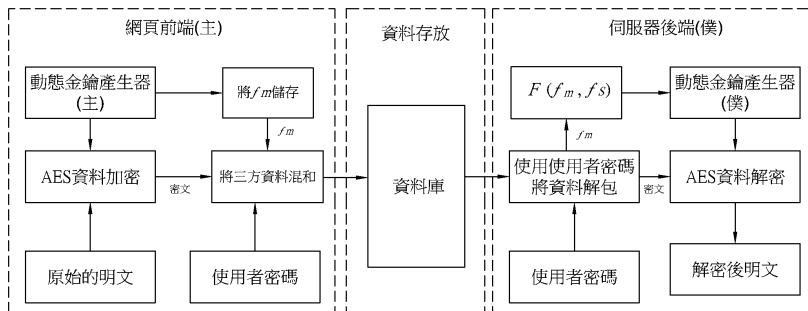 網頁前端(主)
動態金鑰產生器
(主)
將fm儲存
fm
AES資料加密
密文
將三方資料混和
原始的明文
使用者密碼
資料存放
資料庫
伺服器後端(僕)
F (fm , fs)
動態金鑰產生器
(僕)
fm
使用使用者密碼
將資料解包
密文
AES資料解密
使用者密碼
解密後明文